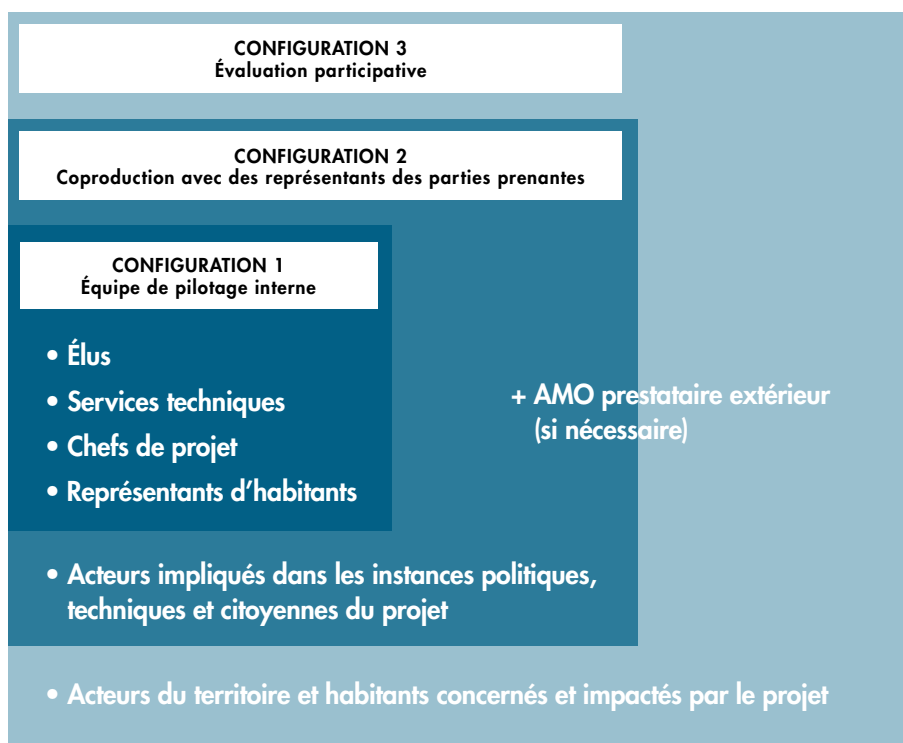 CONFIGURATION 3
Évaluation participative
CONFIGURATION 2
Coproduction avec des représentants des parties prenantes
CONFIGURATION 1
Équipe de pilotage interne
• Élus
• Services techniques
• Chefs de projet
• Représentants d’habitants
+ AMO prestataire extérieur
(si nécessaire)
• Acteurs impliqués dans les instances politiques,
techniques et citoyennes du projet
• Acteurs du territoire et habitants concernés et impactés par le projet